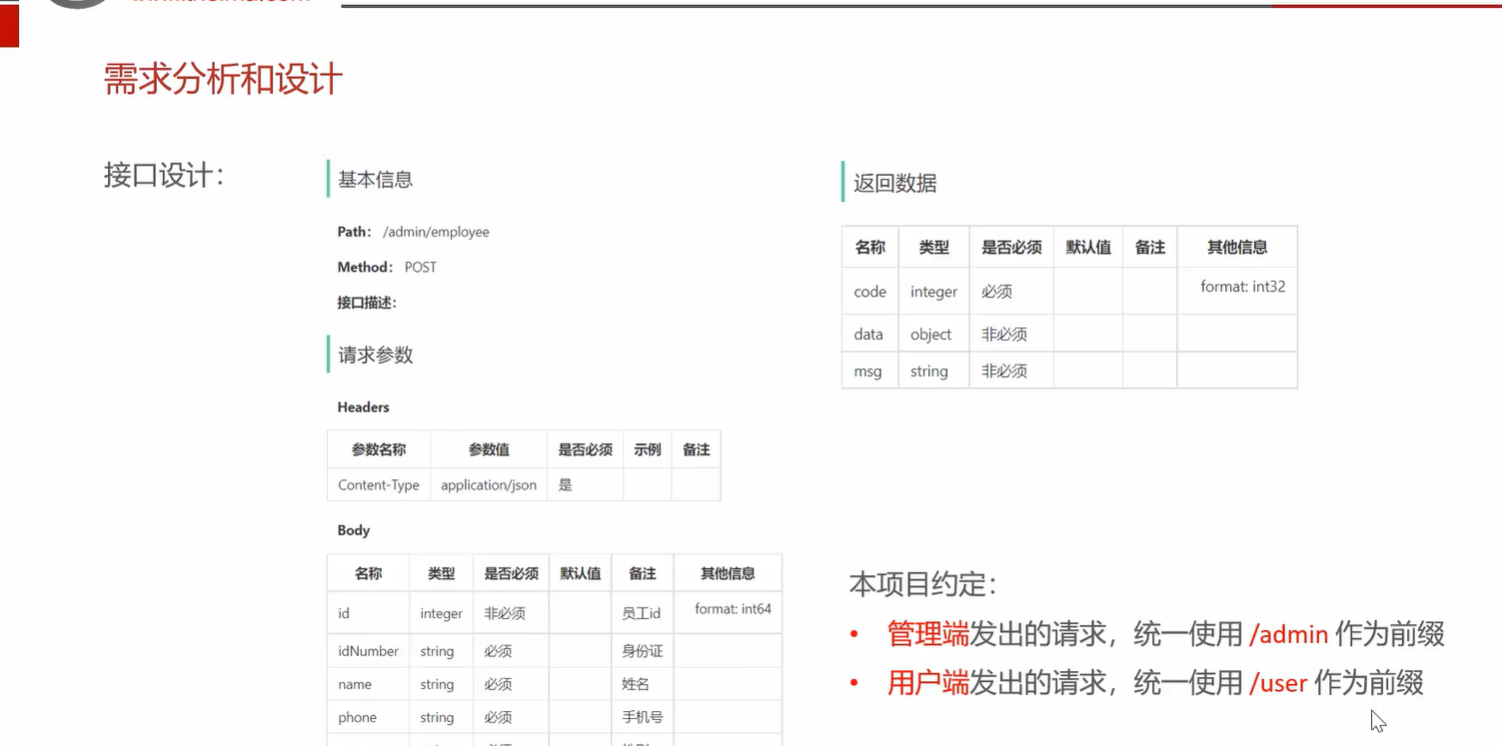 需求分析和设计
接口设计：
基本信息
Path： /admin/employee
Method： POST
接口描述：
请求参数
Headers
参数名称 参数值 是否必须 示例 备注
Content-Type application/json 是
Body
名称 类型 是否必须 默认值 备注 其他信息
id integer 非必须 员工id format: int64
idNumber string 必须 身份证
name string 必须 姓名
phone string 必须 手机号
返回数据
名称 类型 是否必须 默认值 备注 其他信息
code integer 必须 format: int32
data object 非必须
msg string 非必须
本项目约定：
• 管理端发出的请求，统一使用 /admin 作为前缀
• 用户端发出的请求，统一使用 /user 作为前缀